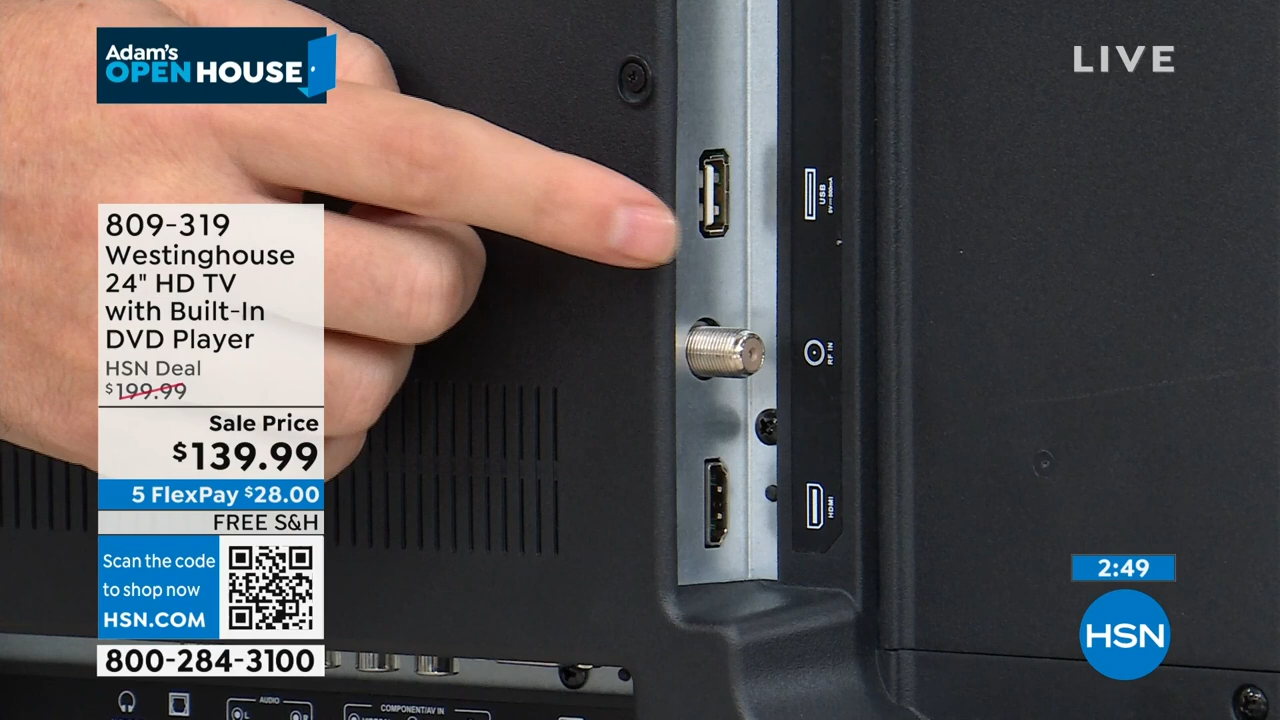 Adam's
OPEN HOUSE
LIVE
809-319
Westinghouse
24" HD TV
with Built-In
DVD Player
HSN Deal
$199.99
Sale Price
$139.99
5 FlexPay $28.00
FREE S&H
Scan the code
to shop now
HSN.COM
800-284-3100
USB
RF IN
HDMI
2:49
HSN
AUDIO
L
R
COMPONENT/AV IN